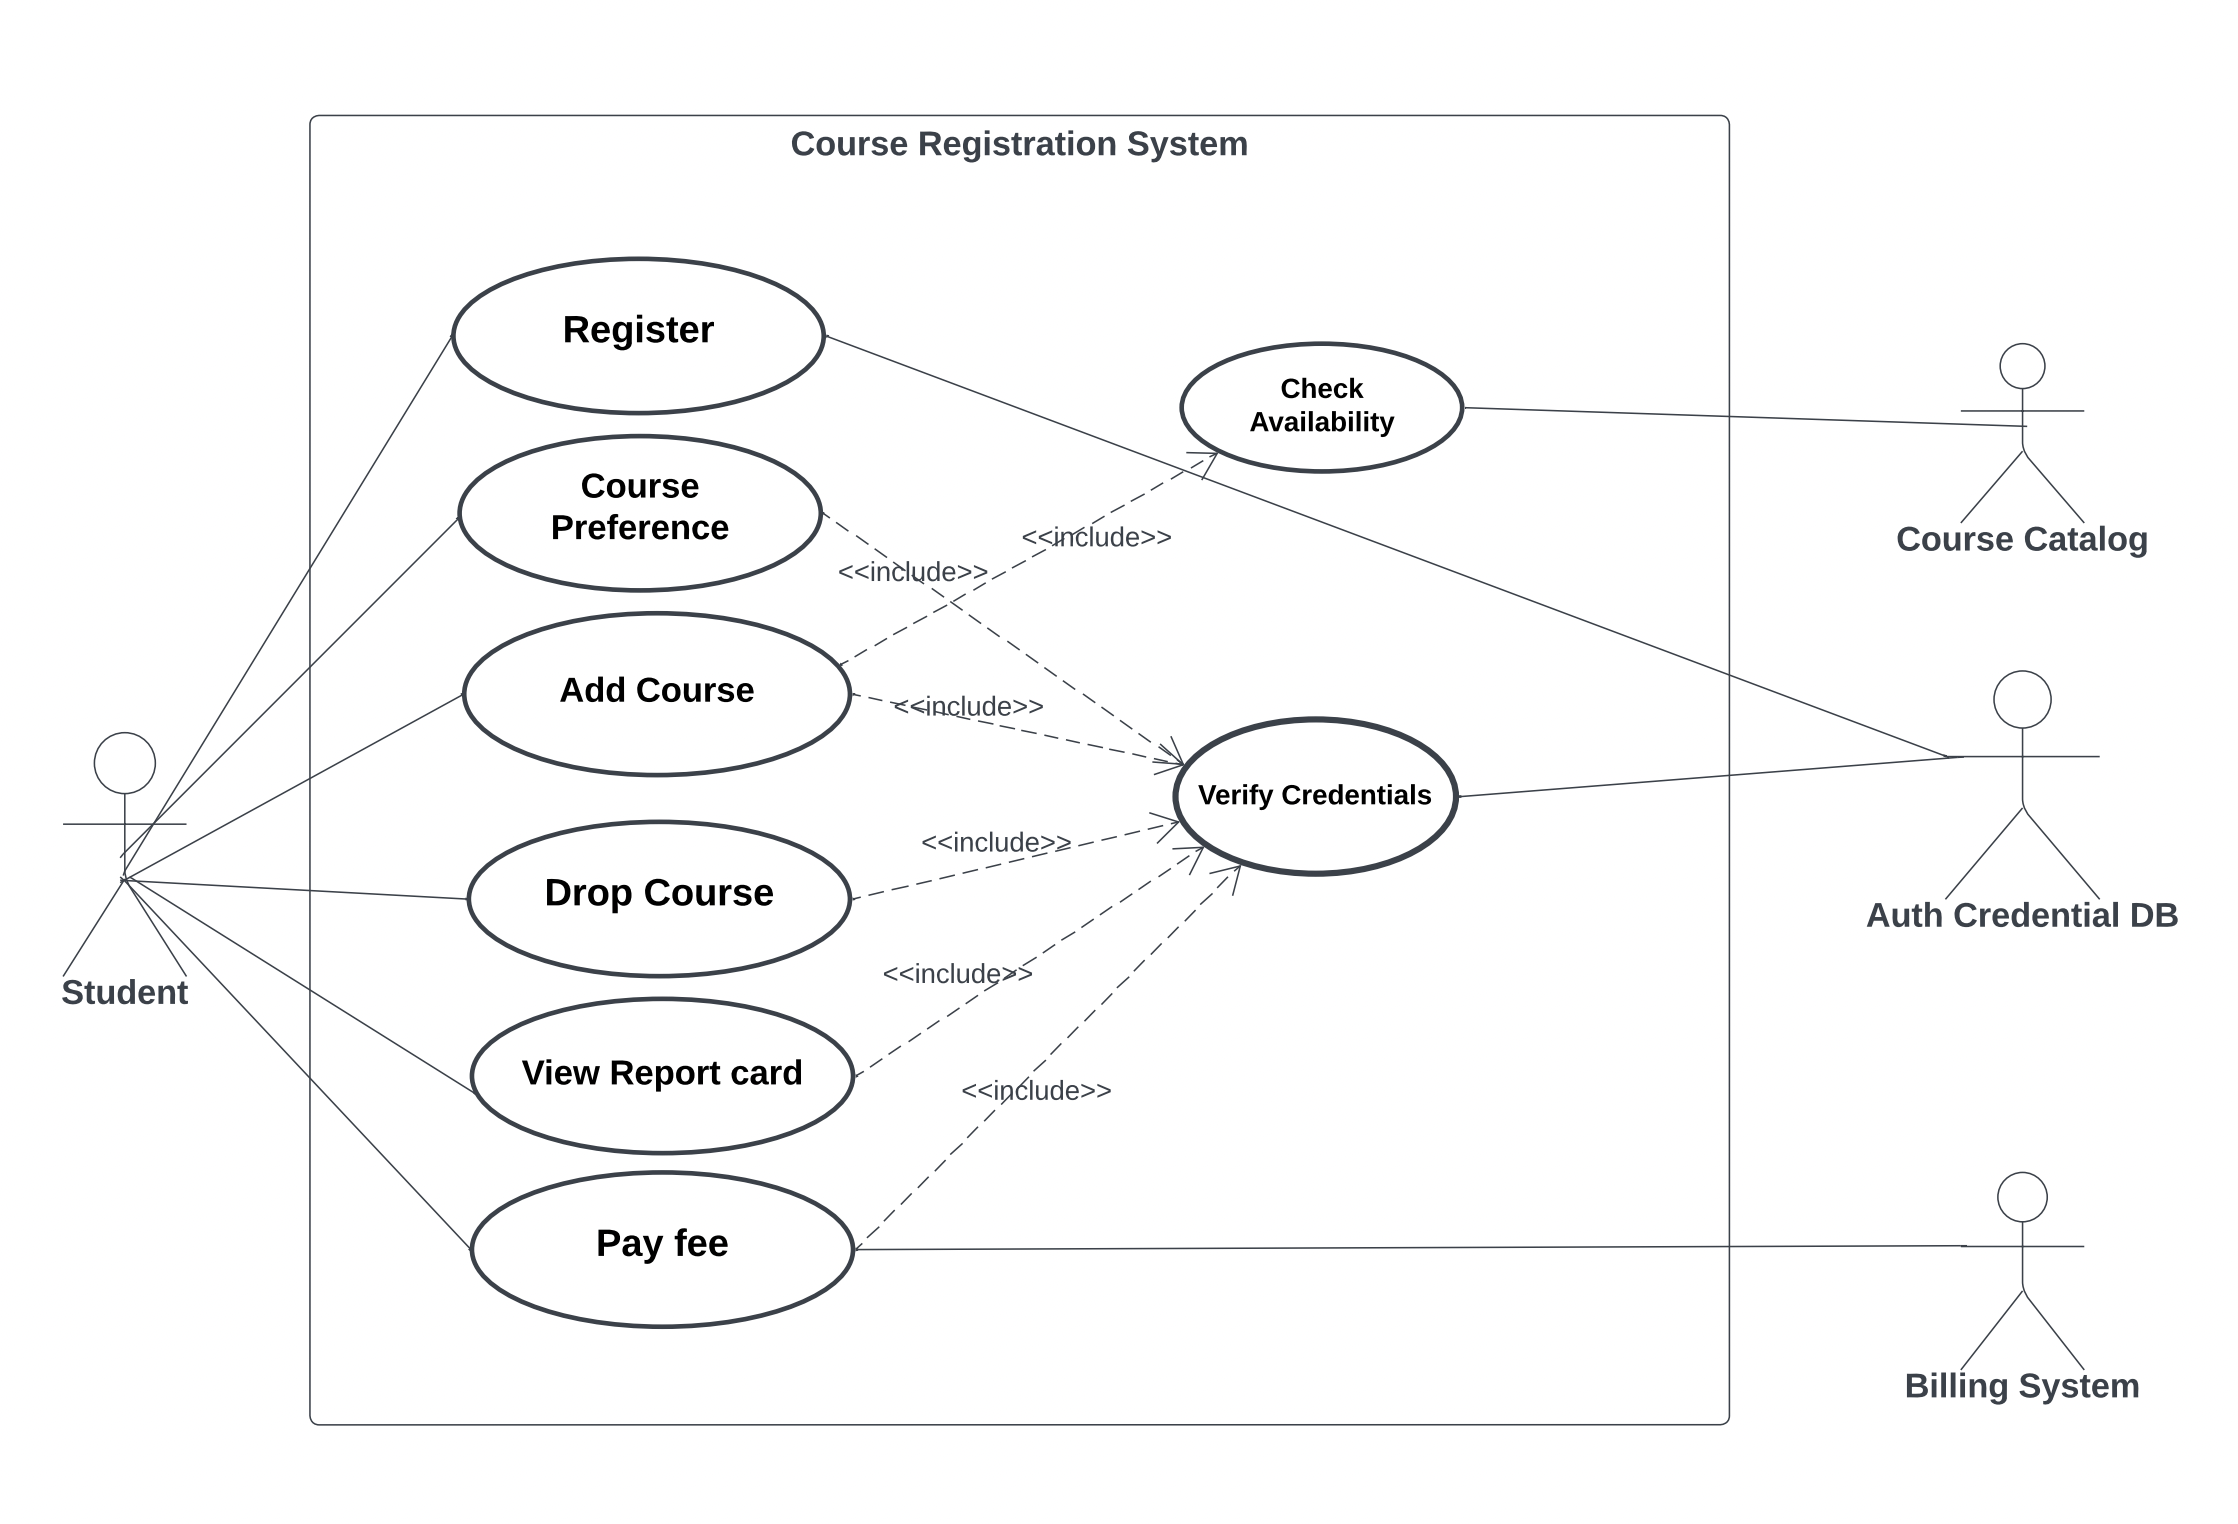 Course Registration System
Register
Check
Availability
Course
Preference
<<include>>
<<include>>
Course Catalog
Add Course
<<include>>
Verify Credentials
<<include>>
Drop Course
Auth Credential DB
<<include>>
Student
View Report card
<<include>>
Pay fee
Billing System